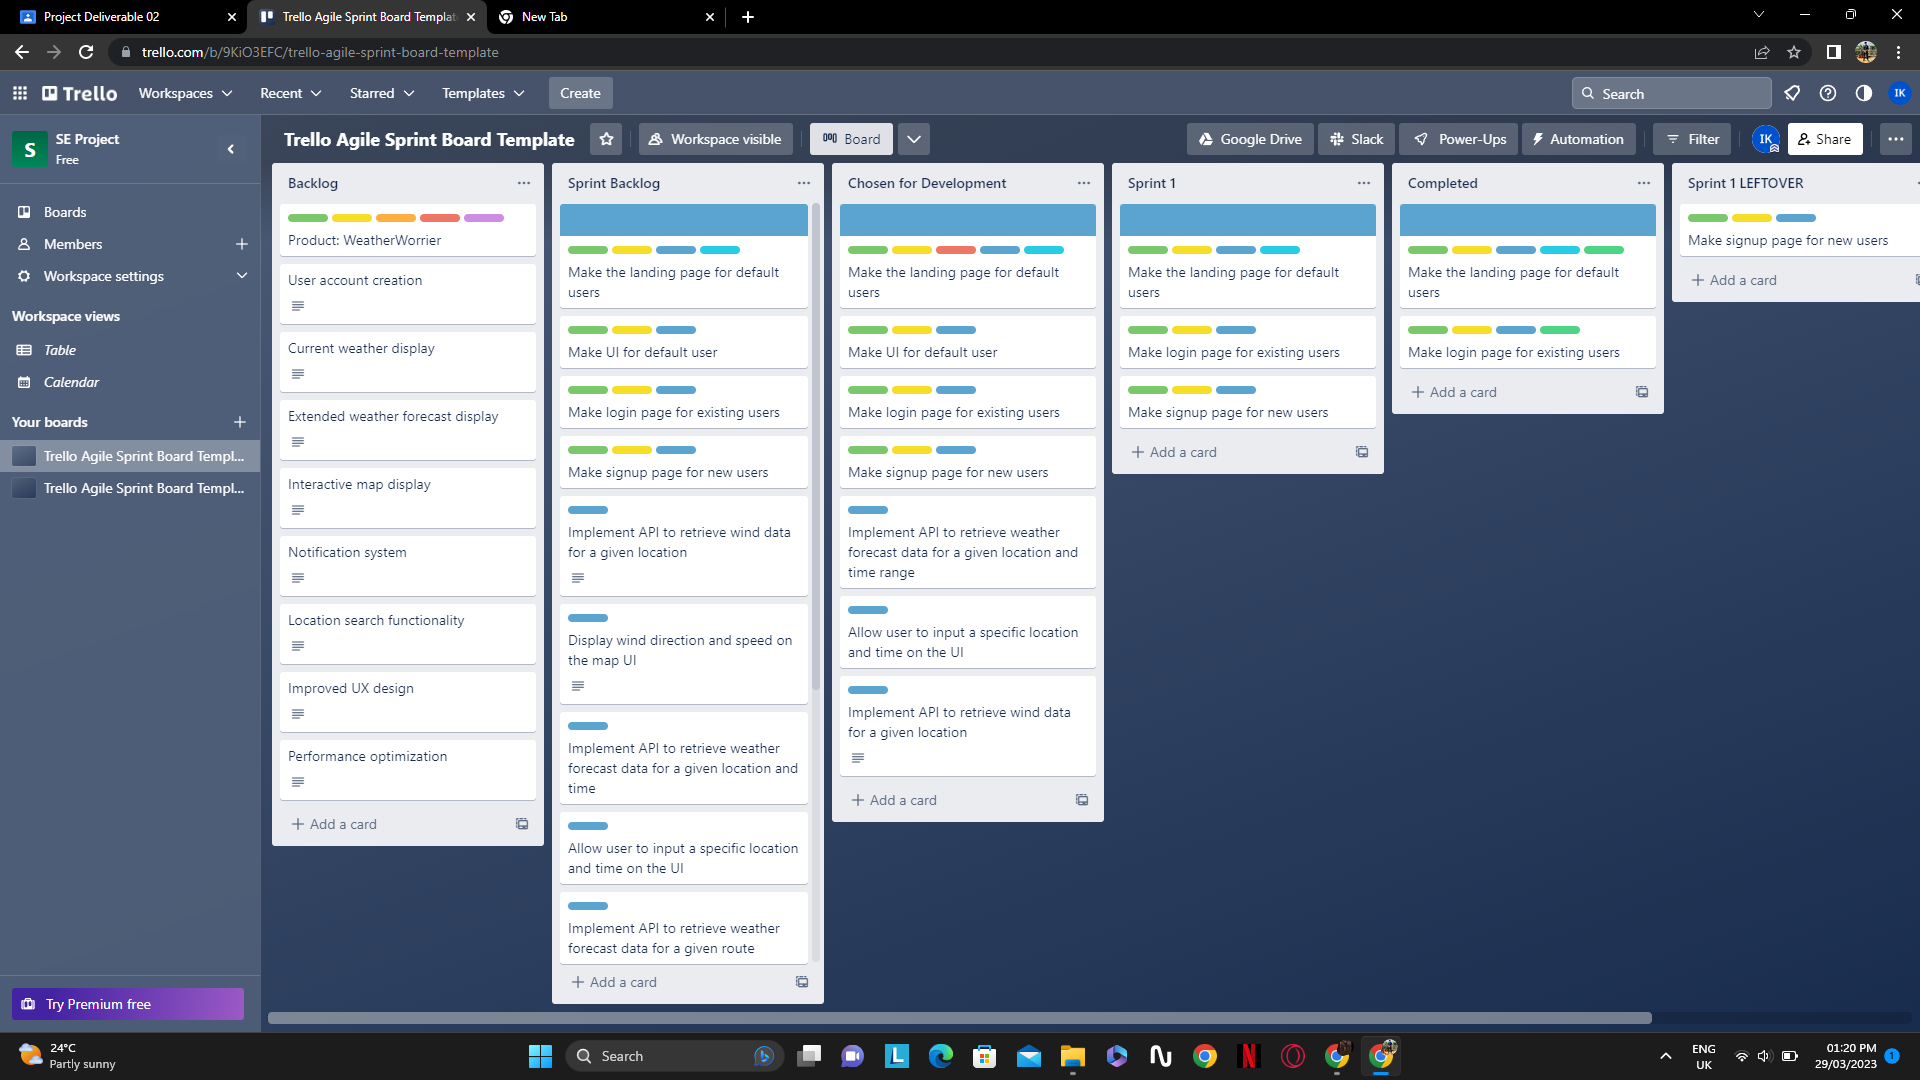 Project Deliverable 02
Trello Agile Sprint Board Templat
New Tab
trello.com/b/9KiO3EFC/trello-agile-sprint-board-template
Trello
Workspaces
Recent
Starred
Templates
Create
Search
IK
S
SE Project
Free
Trello Agile Sprint Board Template
Workspace visible
Board
Google Drive
Slack
Power-Ups
Automation
Filter
IK
Share
Boards
Members
Workspace settings
Workspace views
Table
Calendar
Your boards
Trello Agile Sprint Board Templ...
Trello Agile Sprint Board Templ...
Try Premium free
Backlog
Product: WeatherWorrier
User account creation
Current weather display
Extended weather forecast display
Interactive map display
Notification system
Location search functionality
Improved UX design
Performance optimization
Add a card
Sprint Backlog
Make the landing page for default
users
Make UI for default user
Make login page for existing users
Make signup page for new users
Implement API to retrieve wind data
for a given location
Display wind direction and speed on
the map UI
Implement API to retrieve weather
forecast data for a given location and
time
Allow user to input a specific location
and time on the UI
Implement API to retrieve weather
forecast data for a given route
Add a card
Chosen for Development
Make the landing page for default
users
Make UI for default user
Make login page for existing users
Make signup page for new users
Implement API to retrieve weather
forecast data for a given location and
time range
Allow user to input a specific location
and time on the UI
Implement API to retrieve wind data
for a given location
Add a card
Sprint 1
Make the landing page for default
users
Make login page for existing users
Make signup page for new users
Add a card
Completed
Make the landing page for default
users
Make login page for existing users
Add a card
Sprint 1 LEFTOVER
Make signup page for new users
Add a card
24°C
Partly sunny
Search
L
N
ENG
UK
01:20 PM
29/03/2023
1